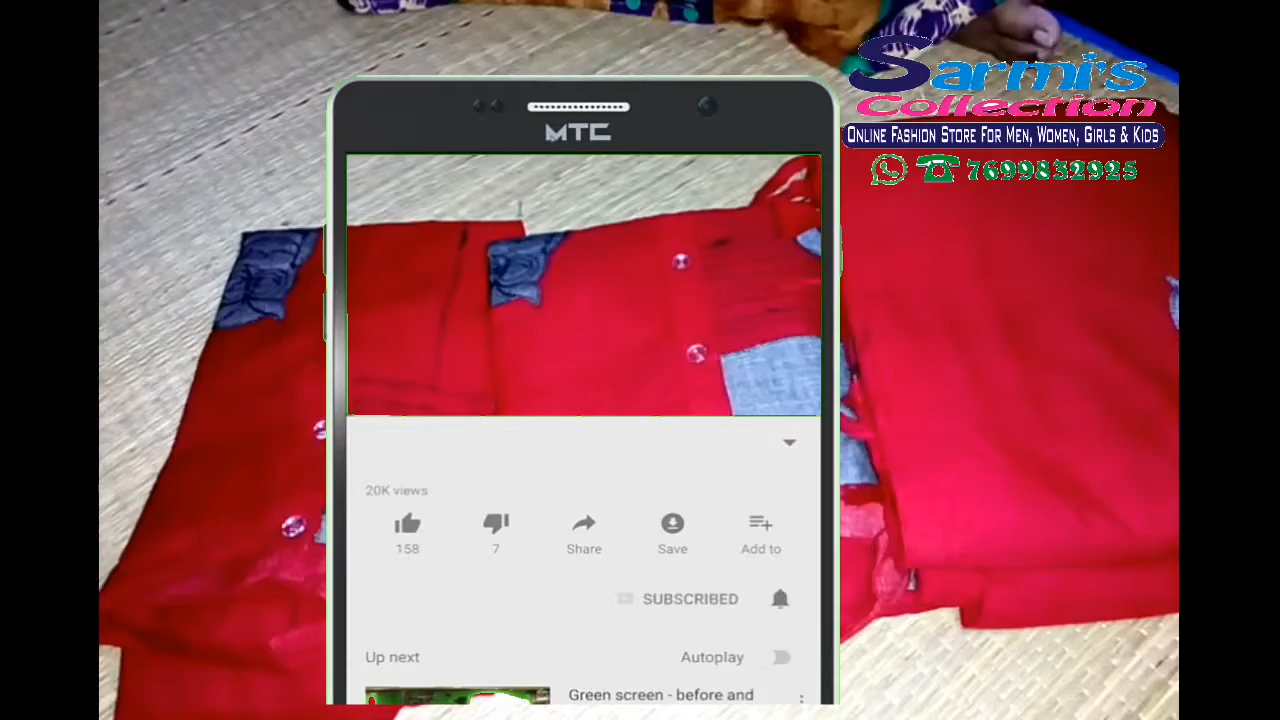 Sarmi's
Collection
Online Fashion Store For Men, Women, Girls & Kids
7699832925
MTC
20K views
158
7
Share
Save
Add to
SUBSCRIBED
Up next
Autoplay
Green screen - before and